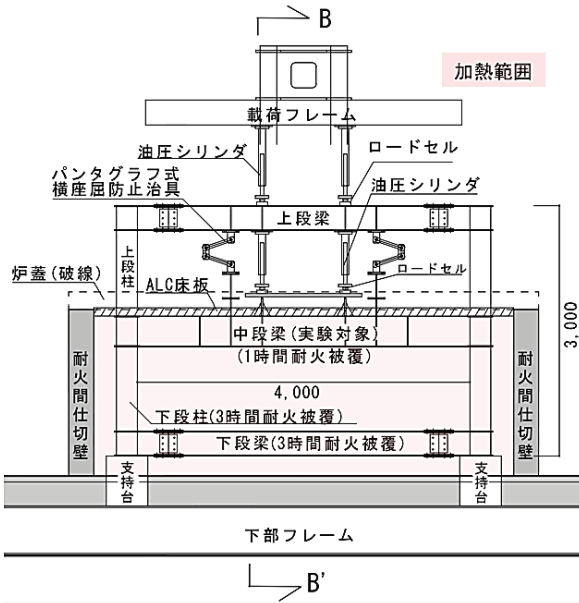 B
加熱範囲
載荷フレーム
油圧シリンダ
ロードセル
パンタグラフ式
横座屈防止治具
油圧シリンダ
上段梁
上段柱
炉蓋(破線)
ALC床板
ロードセル
3,000
中段梁(実験対象)
(1時間耐火被覆)
耐火間仕切壁
耐火間仕切壁
4,000
下段柱(3時間耐火被覆)
下段梁(3時間耐火被覆)
支持台
支持台
下部フレーム
B'